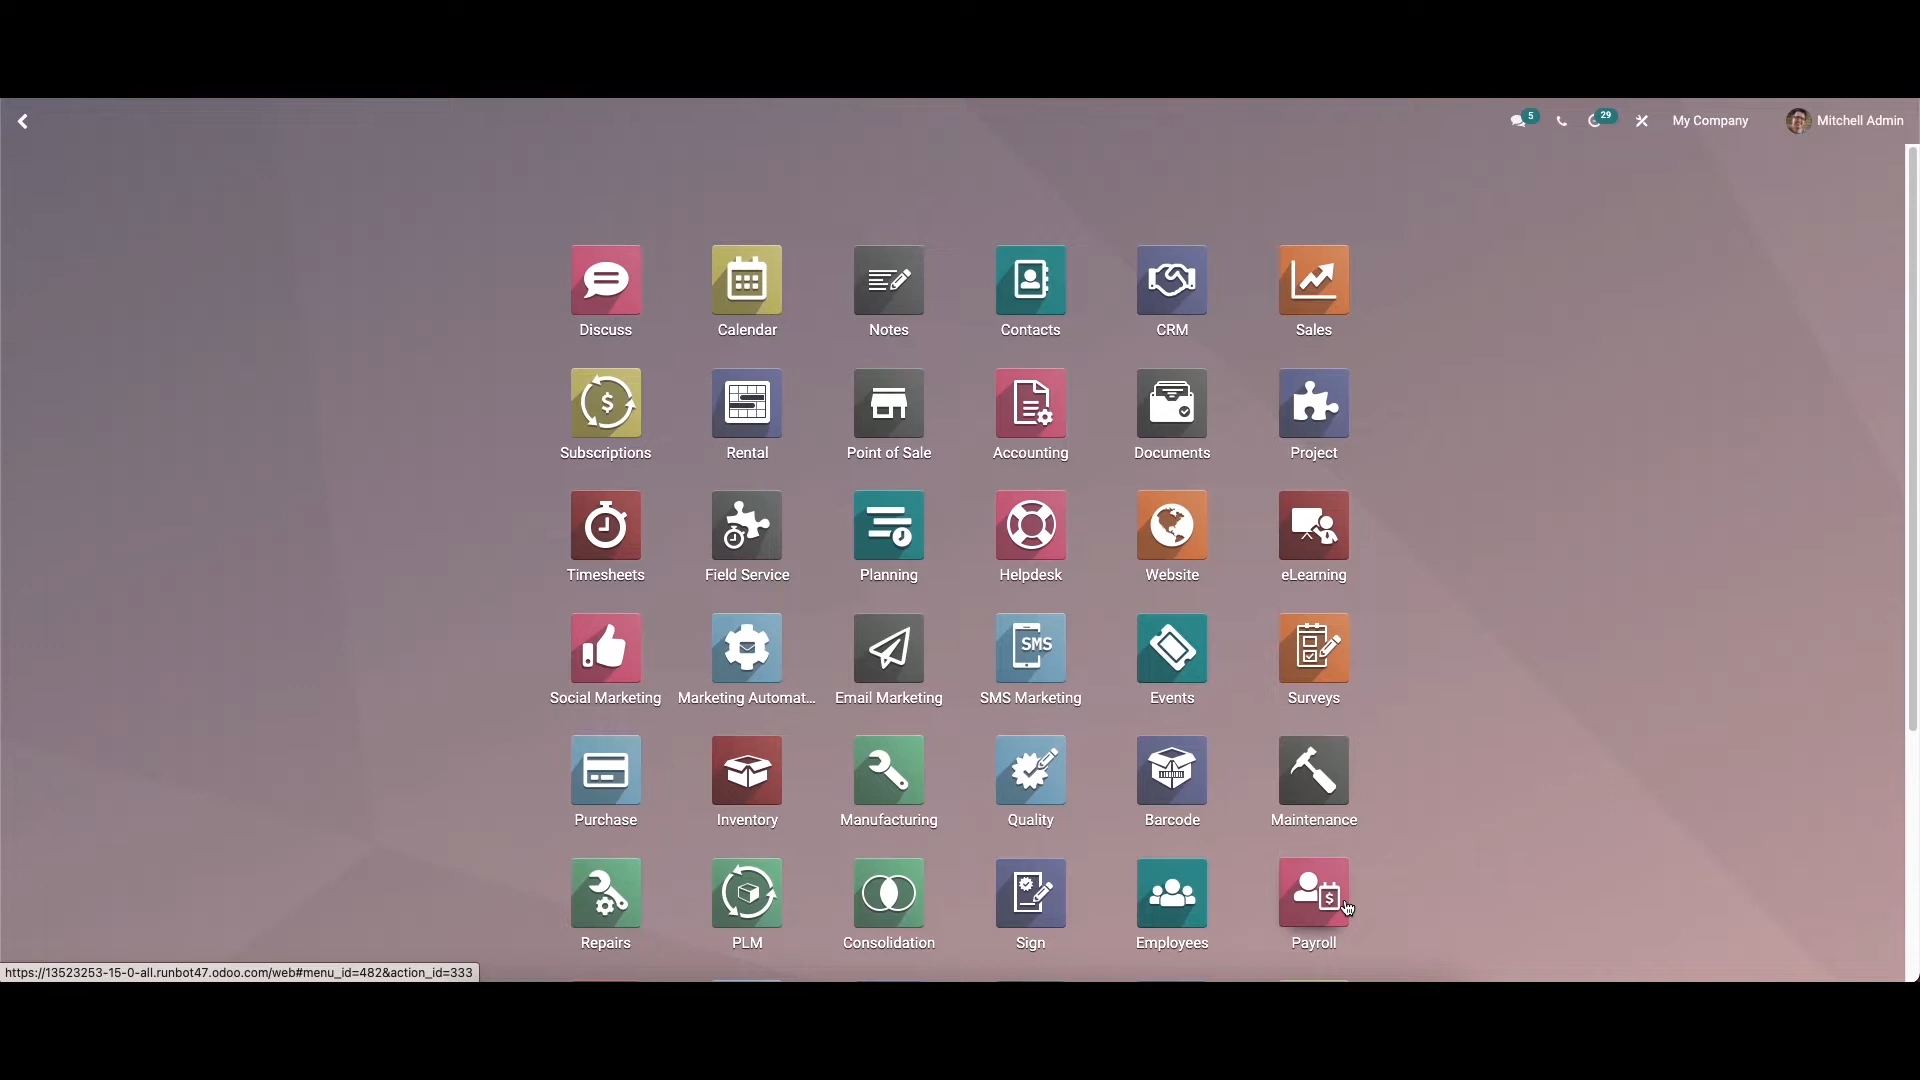 5
29
My Company
Mitchell Admin
Discuss
Calendar
Notes
Contacts
CRM
Sales
$
Subscriptions
Rental
Point of Sale
Accounting
Documents
Project
Timesheets
Field Service
Planning
Helpdesk
Website
eLearning
SMS
Social Marketing
Marketing Automat...
Email Marketing
SMS Marketing
Events
Surveys
Purchase
Inventory
Manufacturing
Quality
Barcode
Maintenance
$
Repairs
PLM
Consolidation
Sign
Employees
Payroll
https://13523253-15-0-all.runbot47.odoo.com/web#menu_id=482&action_id=333